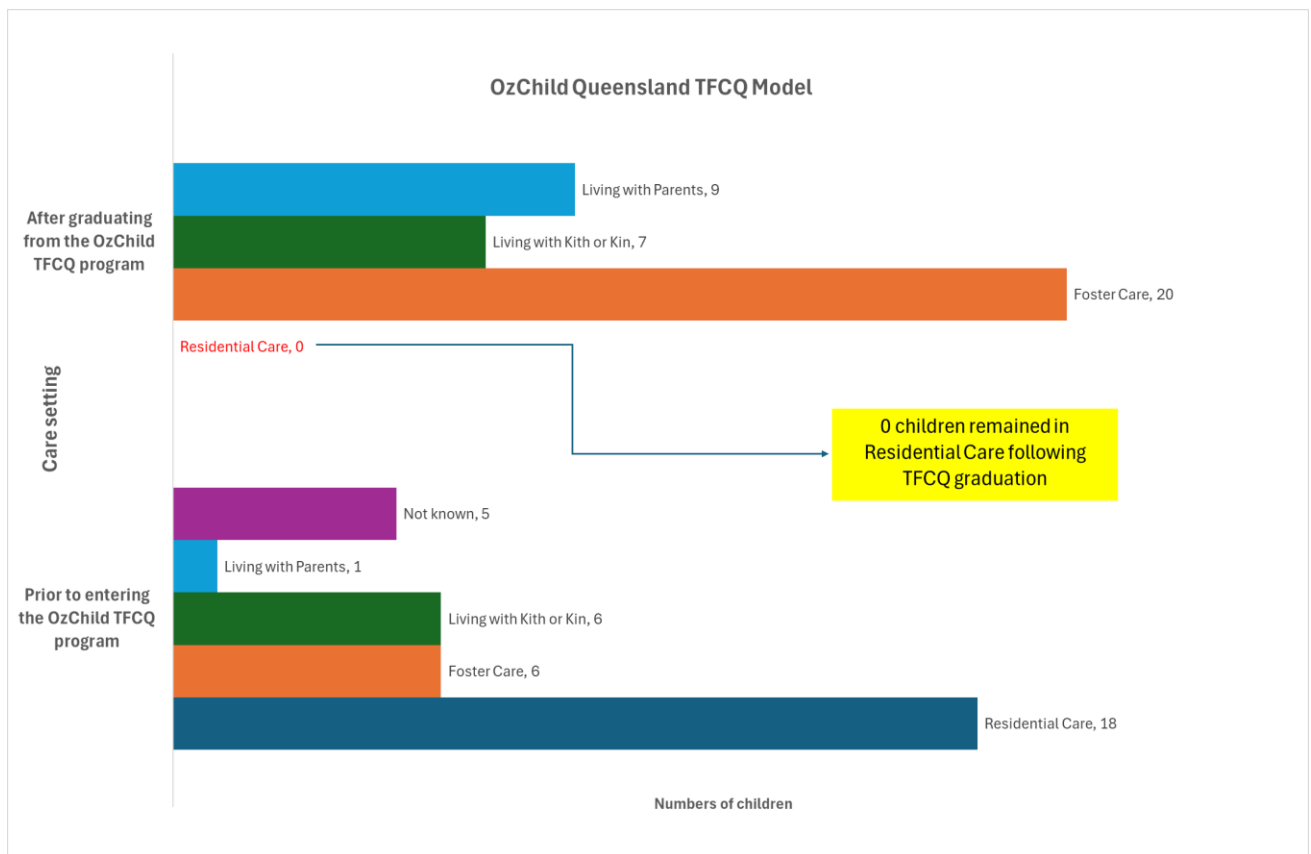 OzChild Queensland TFCQ Model
After graduating
from the OzChild
TFCQ program
Living with Parents, 9
Living with Kith or Kin, 7
Foster Care, 20
Residential Care, 0
Care setting
0 children remained in
Residential Care following
TFCQ graduation
Prior to entering
the OzChild TFCQ
program
Not known, 5
Living with Parents, 1
Living with Kith or Kin, 6
Foster Care, 6
Residential Care, 18
Numbers of children